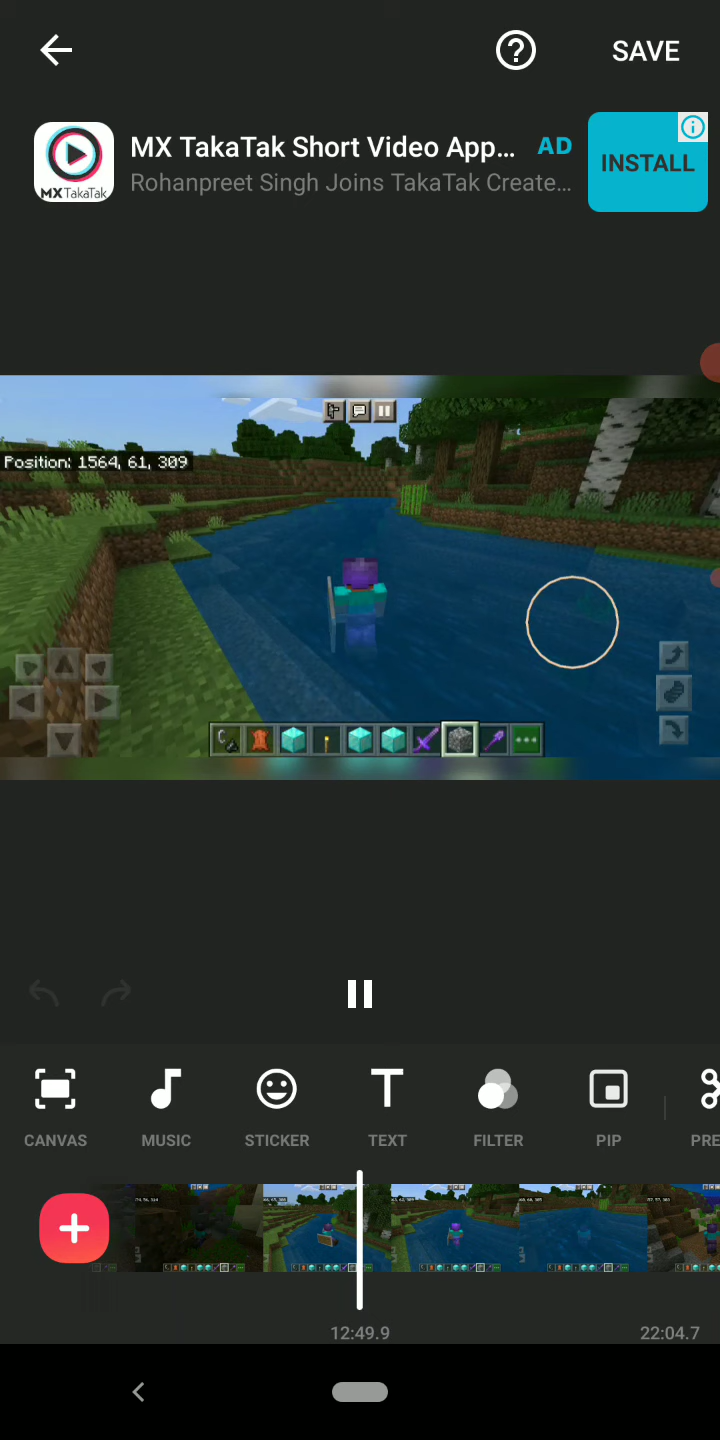 SAVE
MX TakaTak Short Video App... AD
Rohanpreet Singh Joins TakaTak Create...
INSTALL
MX TakaTak
Position: 1564, 61, 309
CANVAS
MUSIC
STICKER
TEXT
FILTER
PIP
PRE
12:49.9
22:04.7